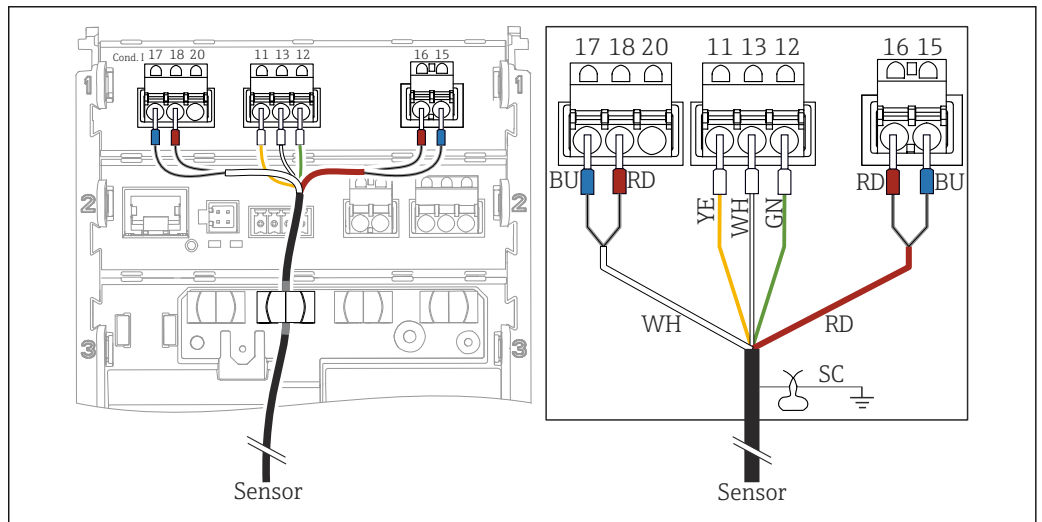 Cond. I 17 18 20
11 13 12
16 15
1
1
2
2
3
3
Sensor
17 18 20
11 13 12
16 15
BU
RD
YE
WH
GN
RD
BU
WH
RD
SC
Sensor